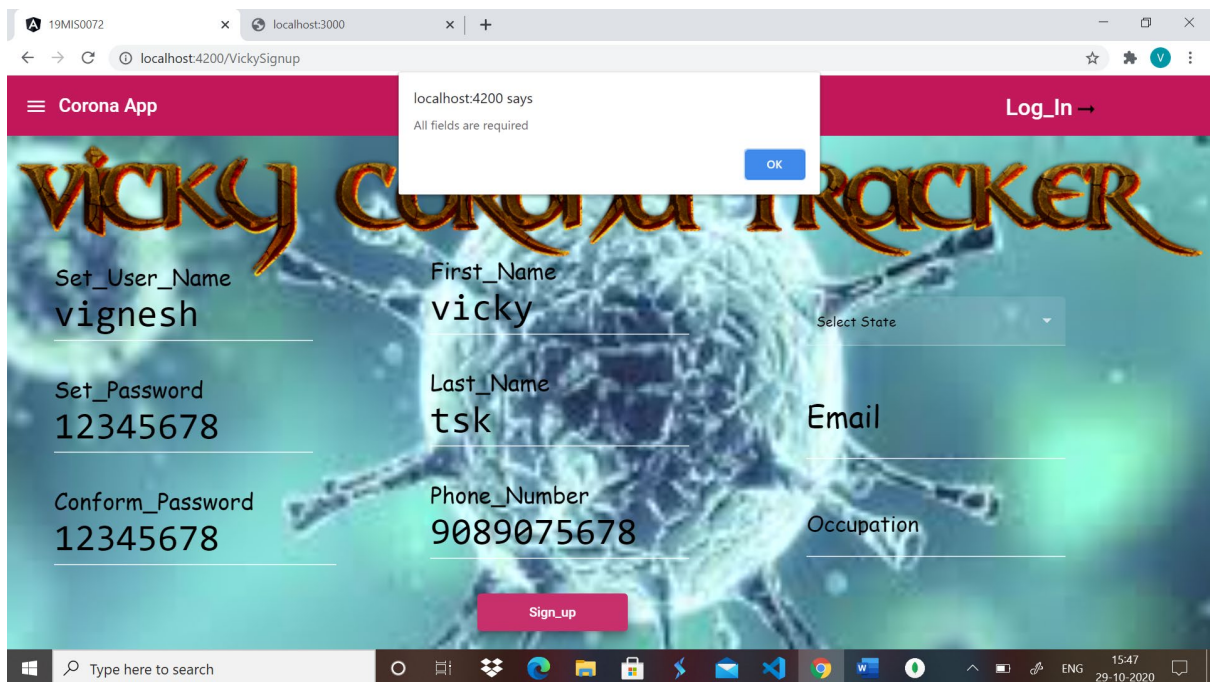 19MIS0072
localhost:3000
localhost:4200/VickySignup
V
Corona App
localhost:4200 says
All fields are required
OK
Log_In→
VICKY CORONA TRACKER
Set_User_Name
vignesh
First_Name
vicky
Select State
Set_Password
12345678
Last_Name
tsk
Email
Conform_Password
12345678
Phone_Number
9089075678
Occupation
Sign_up
Type here to search
ENG
15:47
29-10-2020